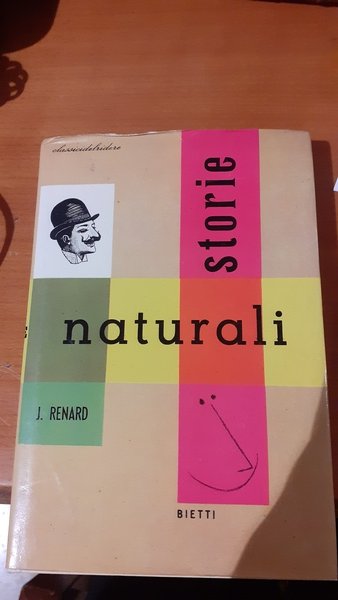 classicidelridere
storie
naturali
J. RENARD
BIETTI